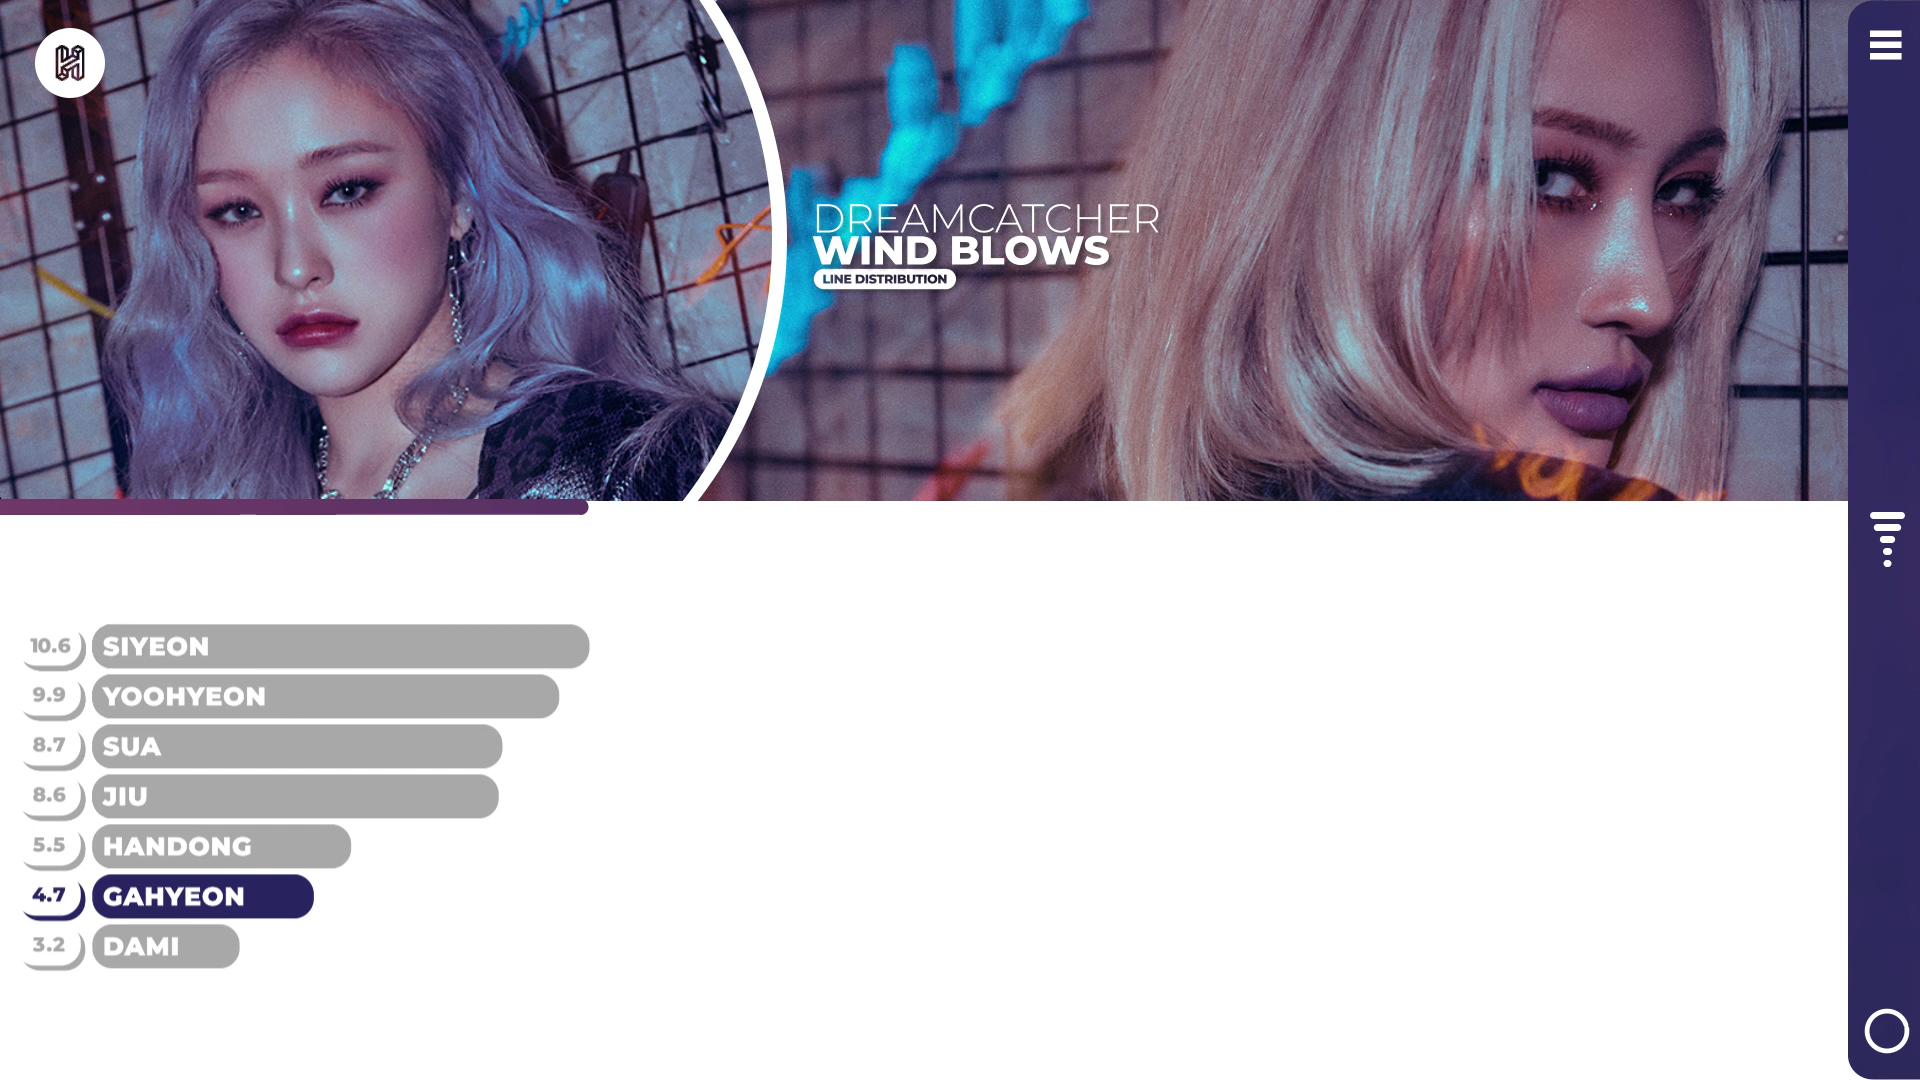 DREAMCATCHER
WIND BLOWS
LINE DISTRIBUTION
10.6 SIYEON
9.9 YOOHYEON
8.7 SUA
8.6 JIU
5.5 HANDONG
4.7 GAHYEON
3.2 DAMI